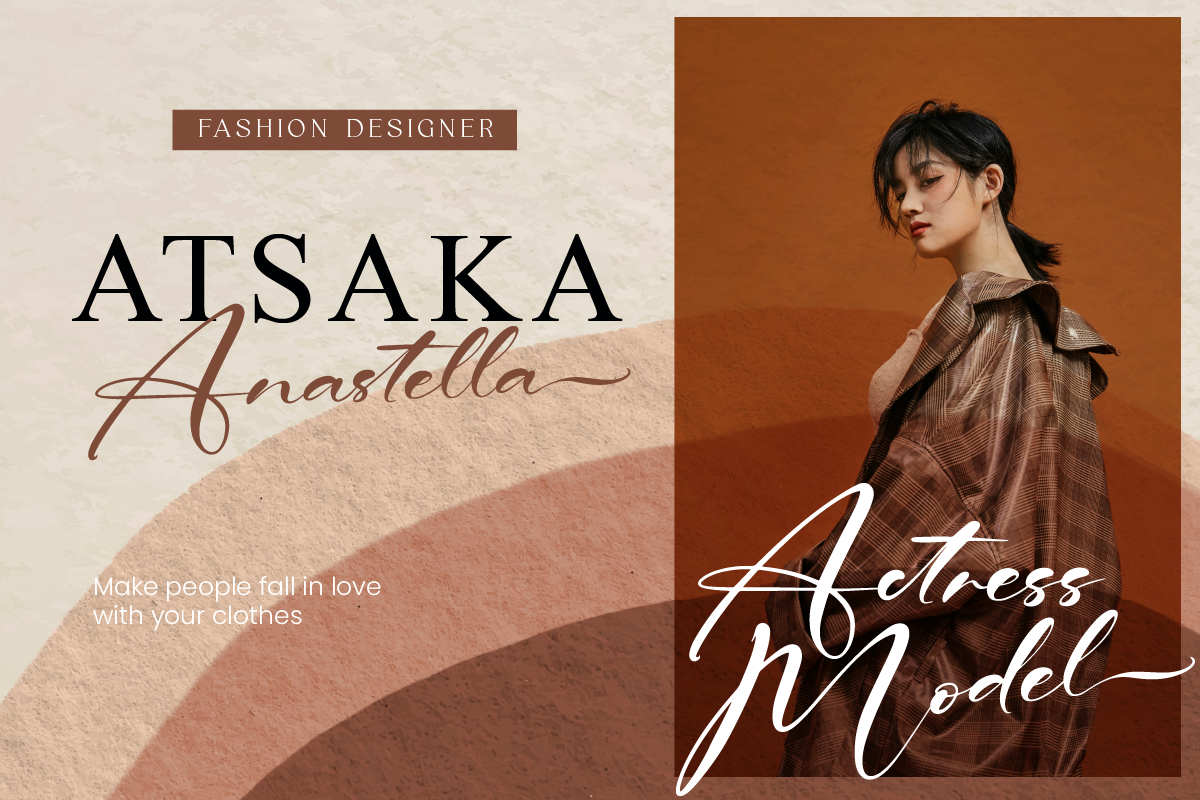 FASHION DESIGNER
ATSAKA
Anastella
Make people fall in love
with your clothes
Actress
Model